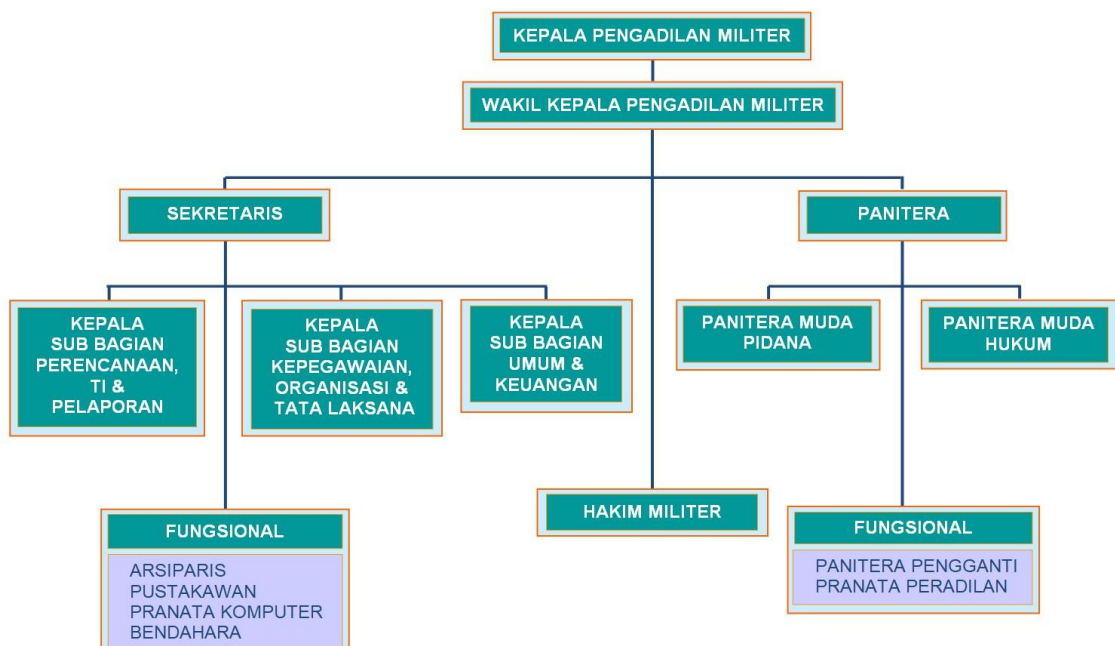 KEPALA PENGADILAN MILITER
WAKIL KEPALA PENGADILAN MILITER
SEKRETARIS
PANITERA
KEPALA
SUB BAGIAN
PERENCANAAN,
TI &
PELAPORAN
KEPALA
SUB BAGIAN
KEPEGAWAIAN,
ORGANISASI &
TATA LAKSANA
KEPALA
SUB BAGIAN
UMUM &
KEUANGAN
PANITERA MUDA
PIDANA
PANITERA MUDA
HUKUM
FUNGSIONAL
ARSIPARIS
PUSTAKAWAN
PRANATA KOMPUTER
BENDAHARA
HAKIM MILITER
FUNGSIONAL
PANITERA PENGGANTI
PRANATA PERADILAN